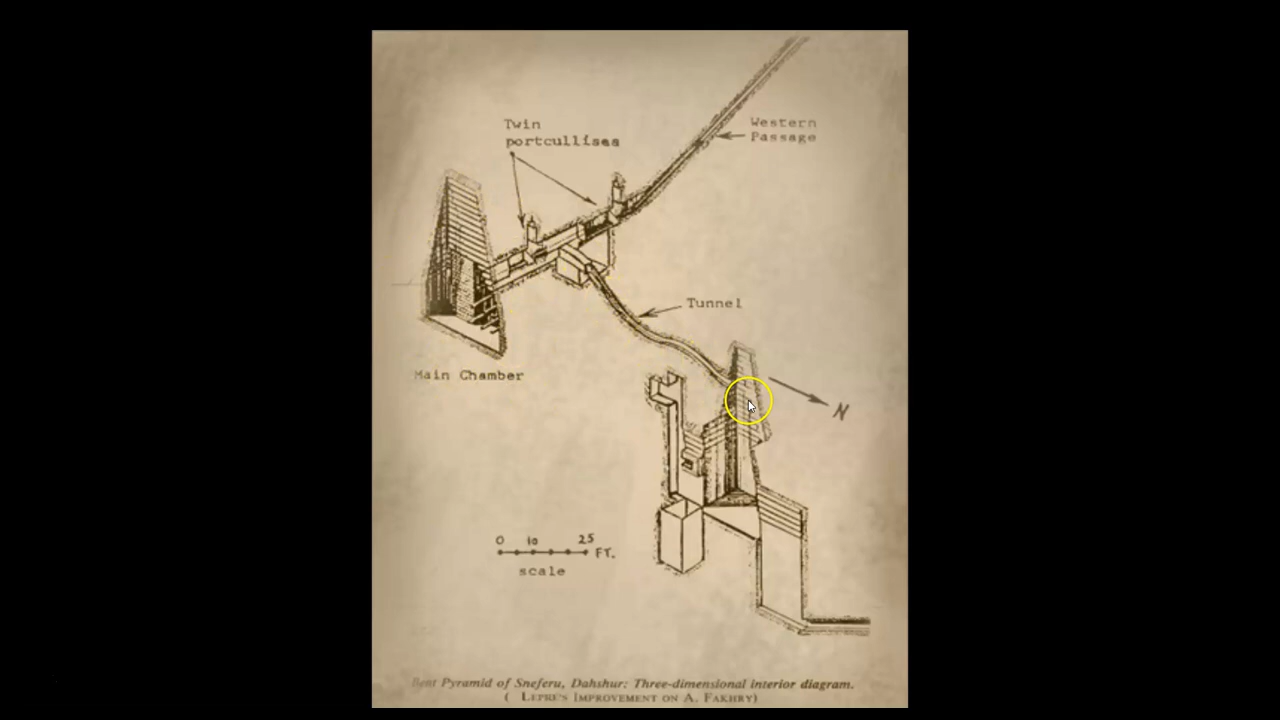 Twin
portcullises
Western
Passage
Tunnel
Main Chamber
N
0 10 25
FT.
scale
Bent Pyramid of Sneferu, Dahshur: Three-dimensional interior diagram.
( LEPRE'S IMPROVEMENT ON A. FAKHRY)